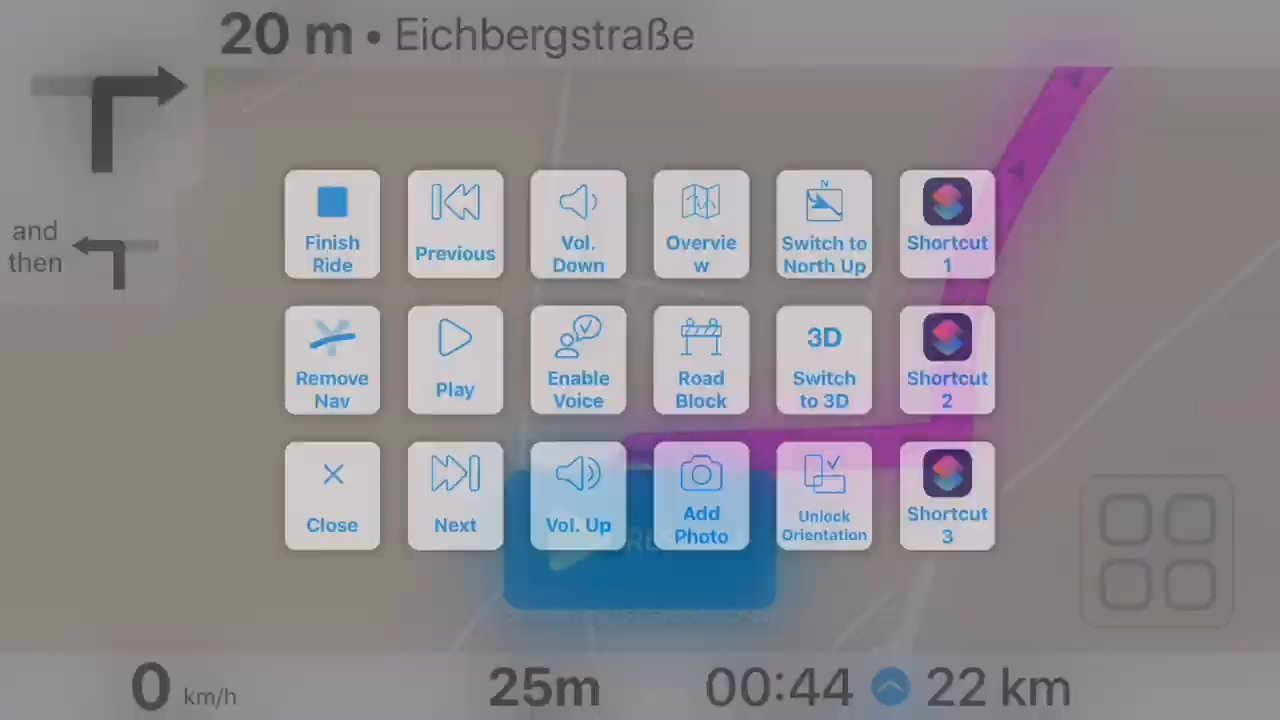 20 m • Eichbergstraße
and
then
Finish
Ride
Previous
Vol.
Down
Overvie
w
N
Switch to
North Up
Shortcut
1
Remove
Nav
Play
Enable
Voice
Road
Block
3D
Switch
to 3D
Shortcut
2
Close
Next
Vol. Up
Add
Photo
Unlock
Orientation
Shortcut
3
0 km/h
25m
00:44
22 km